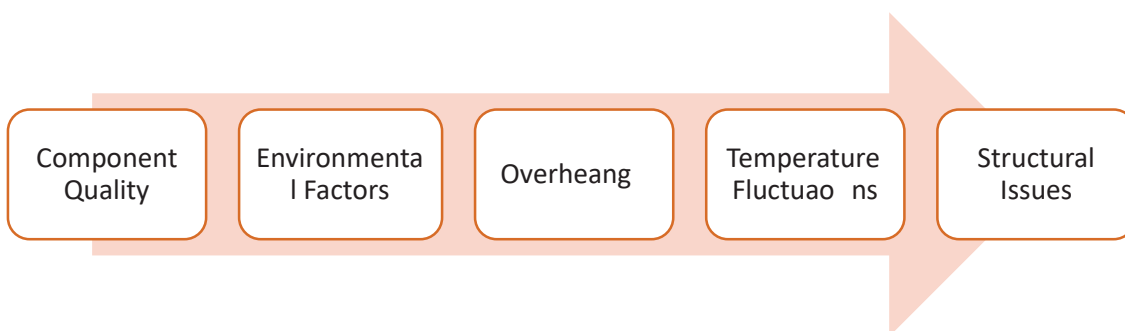 Component
Quality
Environmenta
l Factors
Overheang
Temperature
Fluctuao ns
Structural
Issues